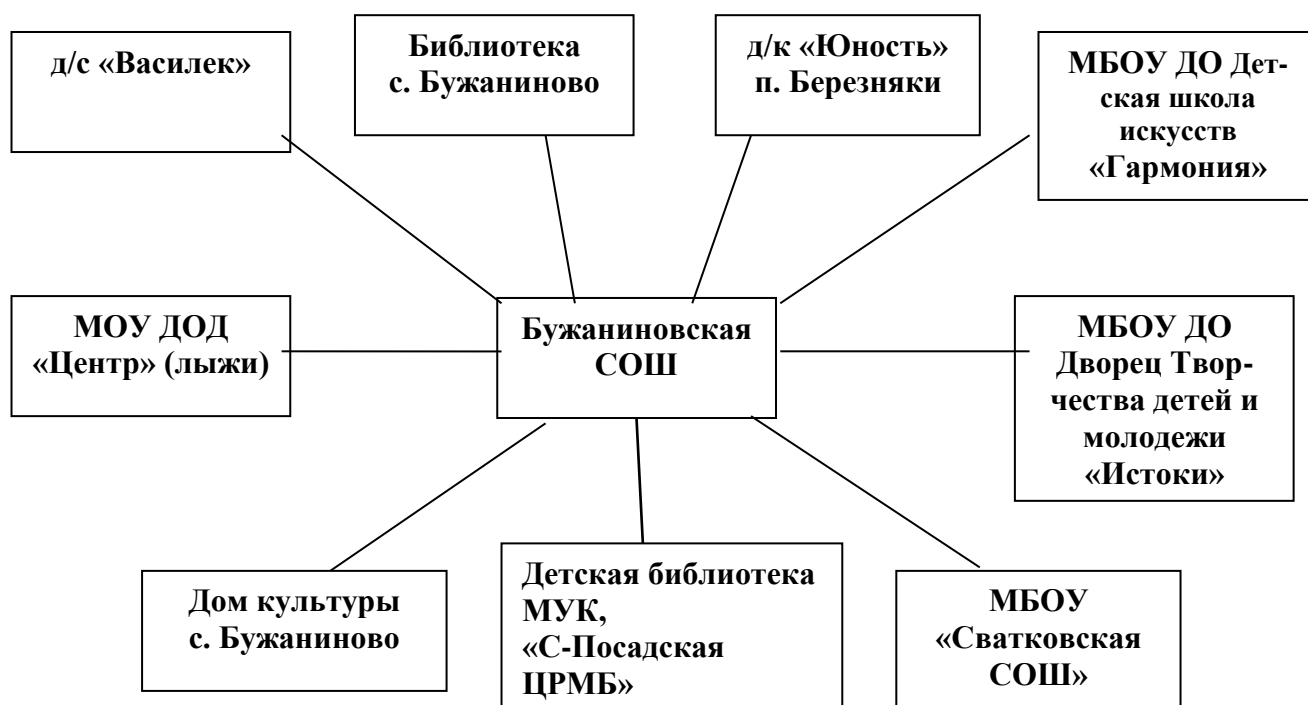 д/с «Василек»
Библиотека
с. Бужаниново
д/к «Юность»
п. Березняки
МБОУ ДО Дет-
ская школа
искусств
«Гармония»
МОУ ДОД
«Центр» (лыжи)
Бужаниновская
СОШ
МБОУ ДО
Дворец Твор-
чества детей и
молодежи
«Истоки»
Дом культуры
с. Бужаниново
Детская библиотека
МУК,
«С-Посадская
ЦРМБ»
МБОУ
«Сватковская
СОШ»